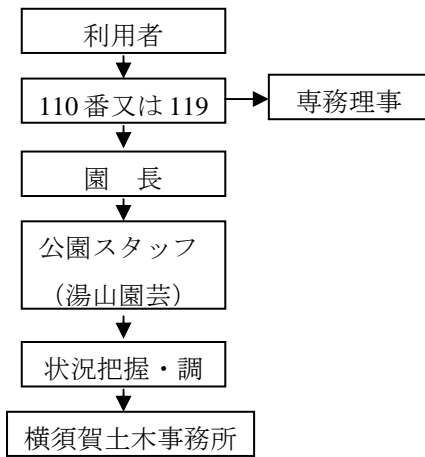 利用者
110番又は119
専務理事
園　長
公園スタッフ
（湯山園芸）
状況把握・調
横須賀土木事務所